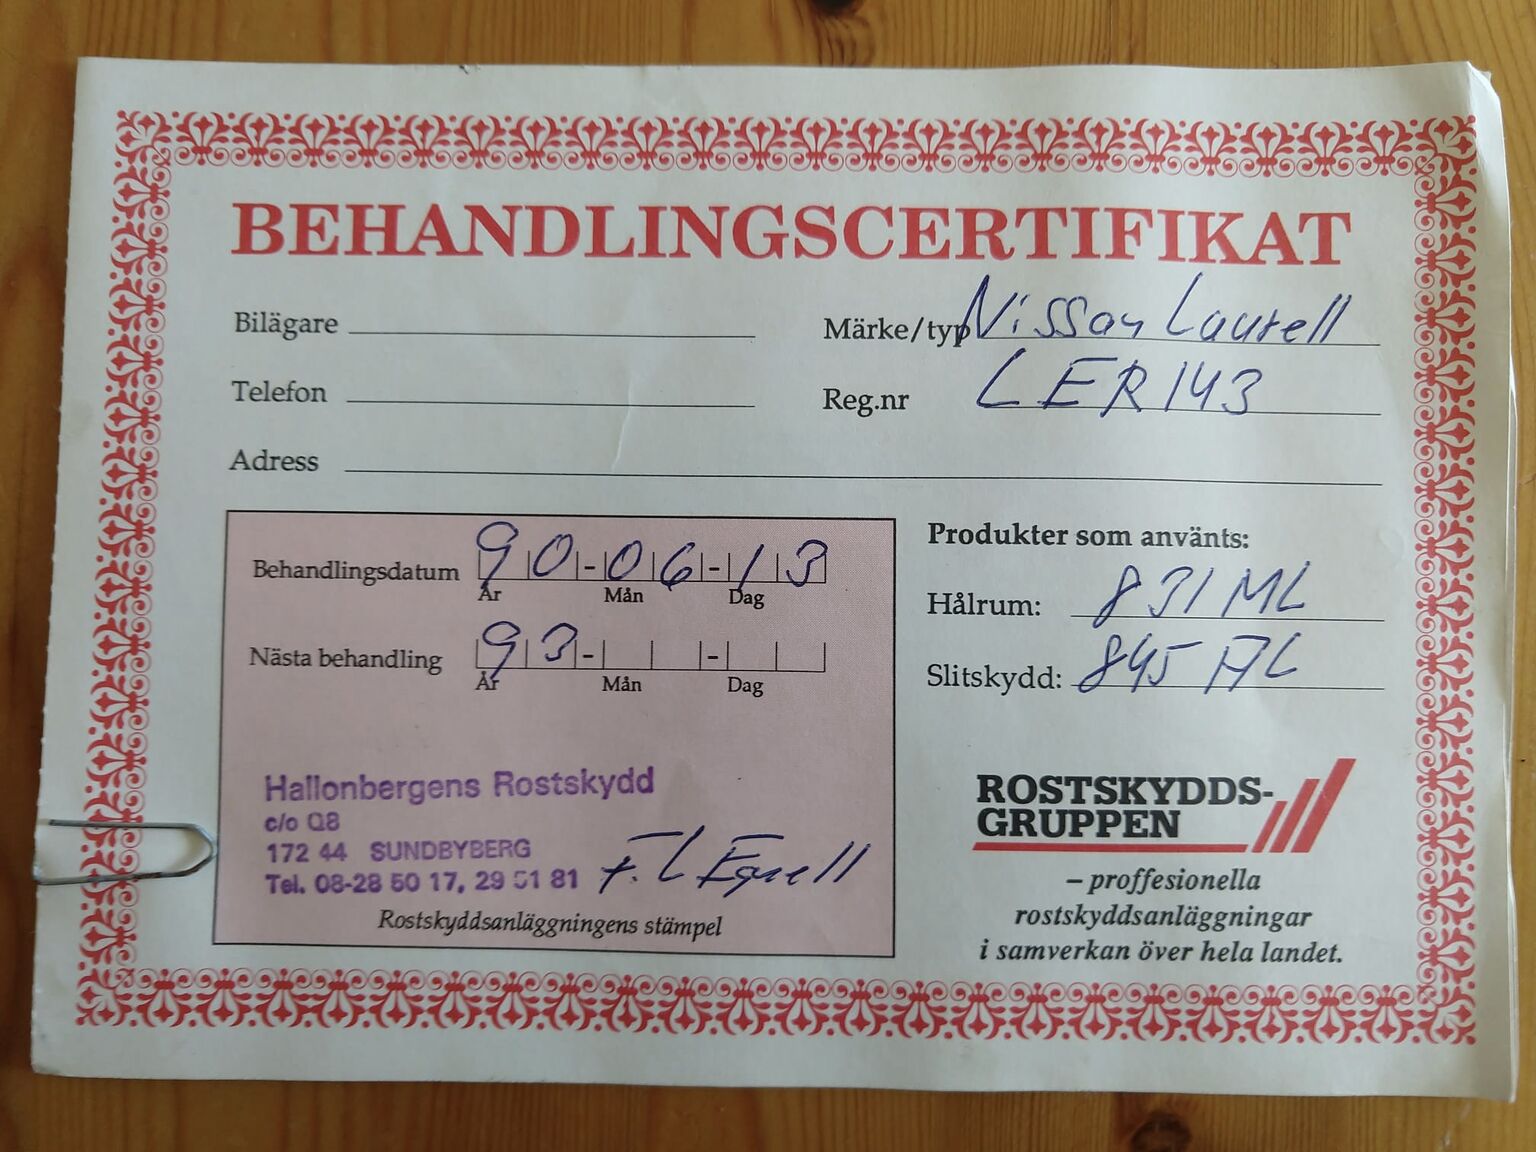 BEHANDLINGSCERTIFIKAT
Bilägare
Märke/typ Nissan Laurell
Telefon
Reg.nr LER143
Adress
Behandlingsdatum 90-06-13
År Mån Dag
Nästa behandling 93- -
År Mån Dag
Hallonbergens Rostskydd
c/o Q8
172 44 SUNDBYBERG
Tel. 08-28 50 17, 29 51 81
Rostskyddsanläggningens stämpel
Produkter som använts:
Hålrum: 831 ML
Slitskydd: 845 AL
ROSTSKYDDS-
GRUPPEN
– proffesionella
rostskyddsanläggningar
i samverkan över hela landet.